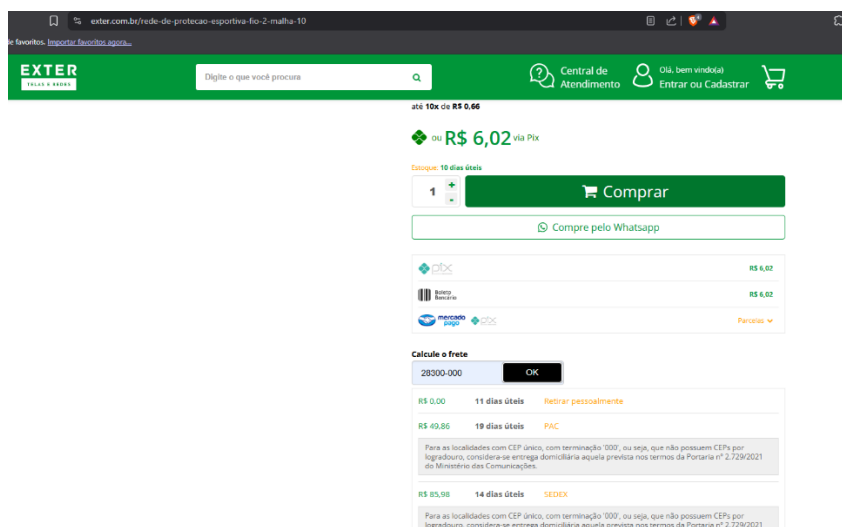 exter.com.br/rede-de-protecao-esportiva-fio-2-malha-10
de favoritos. Importar favoritos agora...
EXTER
TELAS E REDES
Digite o que você procura
Central de
Atendimento
Olá, bem vindo(a)
Entrar ou Cadastrar
até 10x de R$ 0,66
ou R$ 6,02 via Pix
Estoque: 10 dias úteis
1
+
-
Comprar
Compre pelo Whatsapp
pix
R$ 6,02
Boleto
Bancário
R$ 6,02
mercado
pago
pix
Parcelas
Calcule o frete
28300-000
OK
R$ 0,00 11 dias úteis Retirar pessoalmente
R$ 49,86 19 dias úteis PAC
Para as localidades com CEP único, com terminação '000', ou seja, que não possuem CEPs por
logradouro, considera-se entrega domiciliária aquela prevista nos termos da Portaria nº 2.729/2021
do Ministério das Comunicações.
R$ 85,98 14 dias úteis SEDEX
Para as localidades com CEP único, com terminação '000', ou seja, que não possuem CEPs por
logradouro, considera-se entrega domiciliária aquela prevista nos termos da Portaria nº 2.729/2021